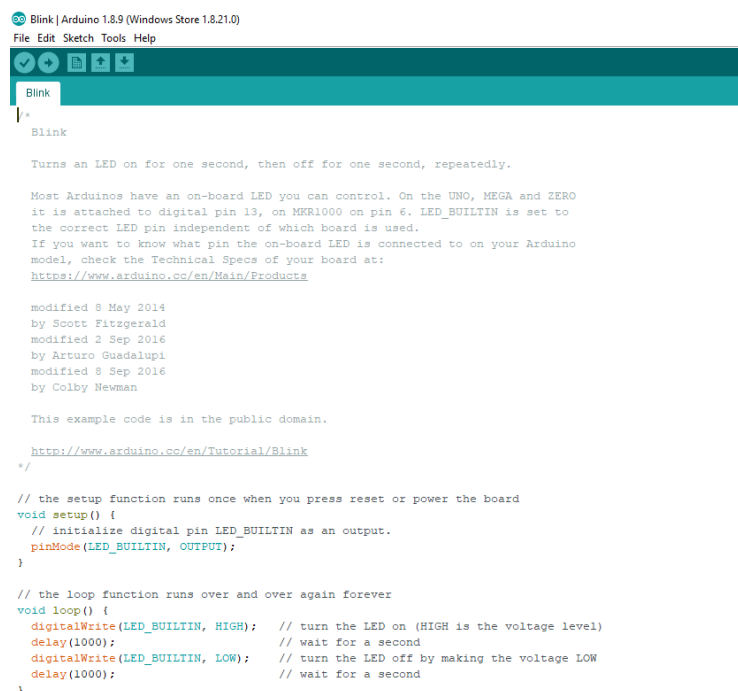 Blink | Arduino 1.8.9 (Windows Store 1.8.21.0)
File Edit Sketch Tools Help
Blink
/*
  Blink

  Turns an LED on for one second, then off for one second, repeatedly.

  Most Arduinos have an on-board LED you can control. On the UNO, MEGA and ZERO
  it is attached to digital pin 13, on MKR1000 on pin 6. LED_BUILTIN is set to
  the correct LED pin independent of which board is used.
  If you want to know what pin the on-board LED is connected to on your Arduino
  model, check the Technical Specs of your board at:
  https://www.arduino.cc/en/Main/Products

  modified 8 May 2014
  by Scott Fitzgerald
  modified 2 Sep 2016
  by Arturo Guadalupi
  modified 8 Sep 2016
  by Colby Newman

  This example code is in the public domain.

  http://www.arduino.cc/en/Tutorial/Blink
*/

// the setup function runs once when you press reset or power the board
void setup() {
  // initialize digital pin LED_BUILTIN as an output.
  pinMode(LED_BUILTIN, OUTPUT);
}

// the loop function runs over and over again forever
void loop() {
  digitalWrite(LED_BUILTIN, HIGH);   // turn the LED on (HIGH is the voltage level)
  delay(1000);                       // wait for a second
  digitalWrite(LED_BUILTIN, LOW);    // turn the LED off by making the voltage LOW
  delay(1000);                       // wait for a second
}